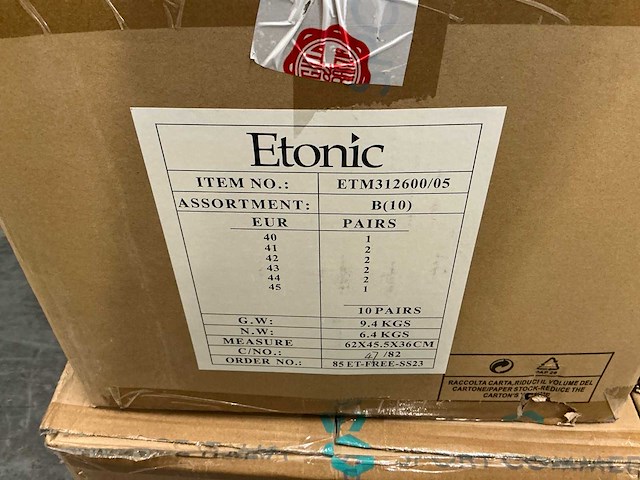 Etonic
ITEM NO.: ETM312600/05
ASSORTMENT: B(10)
EUR PAIRS
40 1
41 2
42 2
43 2
44 2
45 1
10 PAIRS
G.W: 9.4 KGS
N.W: 6.4 KGS
MEASURE 62X45.5X36CM
C/NO.: 47/82
ORDER NO.: 85 ET-FREE-SS23
PAP 20
RACCOLTA CARTA,RIDUCI IL VOLUME DEL
CARTONE/PAPER STOCK-REDUCE THE
CARTON'S